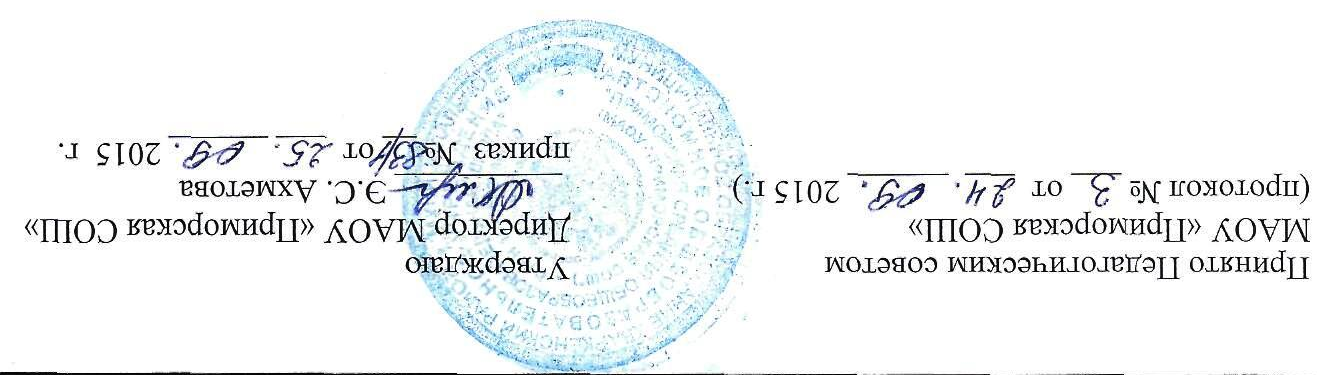 Принято Педагогическим советом
МАОУ «Приморская СОШ»
(протокол № 3 от 24. 09. 2015 г.)
Утверждаю
Директор МАОУ «Приморская СОШ»
Э.С. Ахметова
приказ № от 25. 09. 2015 г.